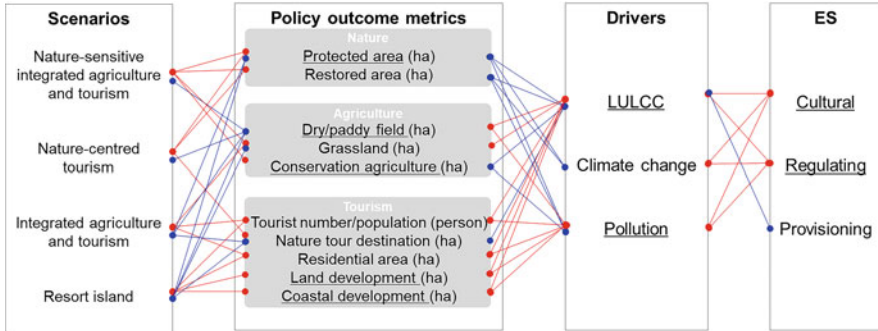 Scenarios
Nature-sensitive
integrated agriculture
and tourism
Nature-centred
tourism
Integrated agriculture
and tourism
Resort island
Policy outcome metrics
Nature
Protected area (ha)
Restored area (ha)
Agriculture
Dry/paddy field (ha)
Grassland (ha)
Conservation agriculture (ha)
Tourism
Tourist number/population (person)
Nature tour destination (ha)
Residential area (ha)
Land development (ha)
Coastal development (ha)
Drivers
LULCC
Climate change
Pollution
ES
Cultural
Regulating
Provisioning